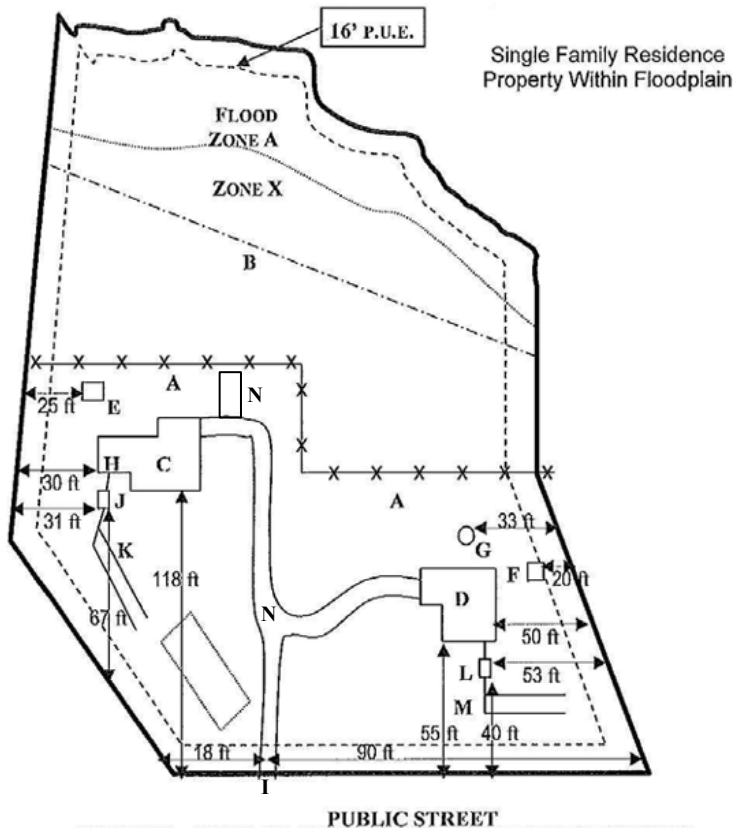 16' P.U.E.
Single Family Residence
Property Within Floodplain
FLOOD
ZONE A
ZONE X
B
A
N
25 ft
E
H
C
30 ft
J
A
31 ft
33 ft
G
K
118 ft
F
20 ft
D
67 ft
N
50 ft
L
53 ft
M
55 ft
40 ft
18 ft
90 ft
I
PUBLIC STREET